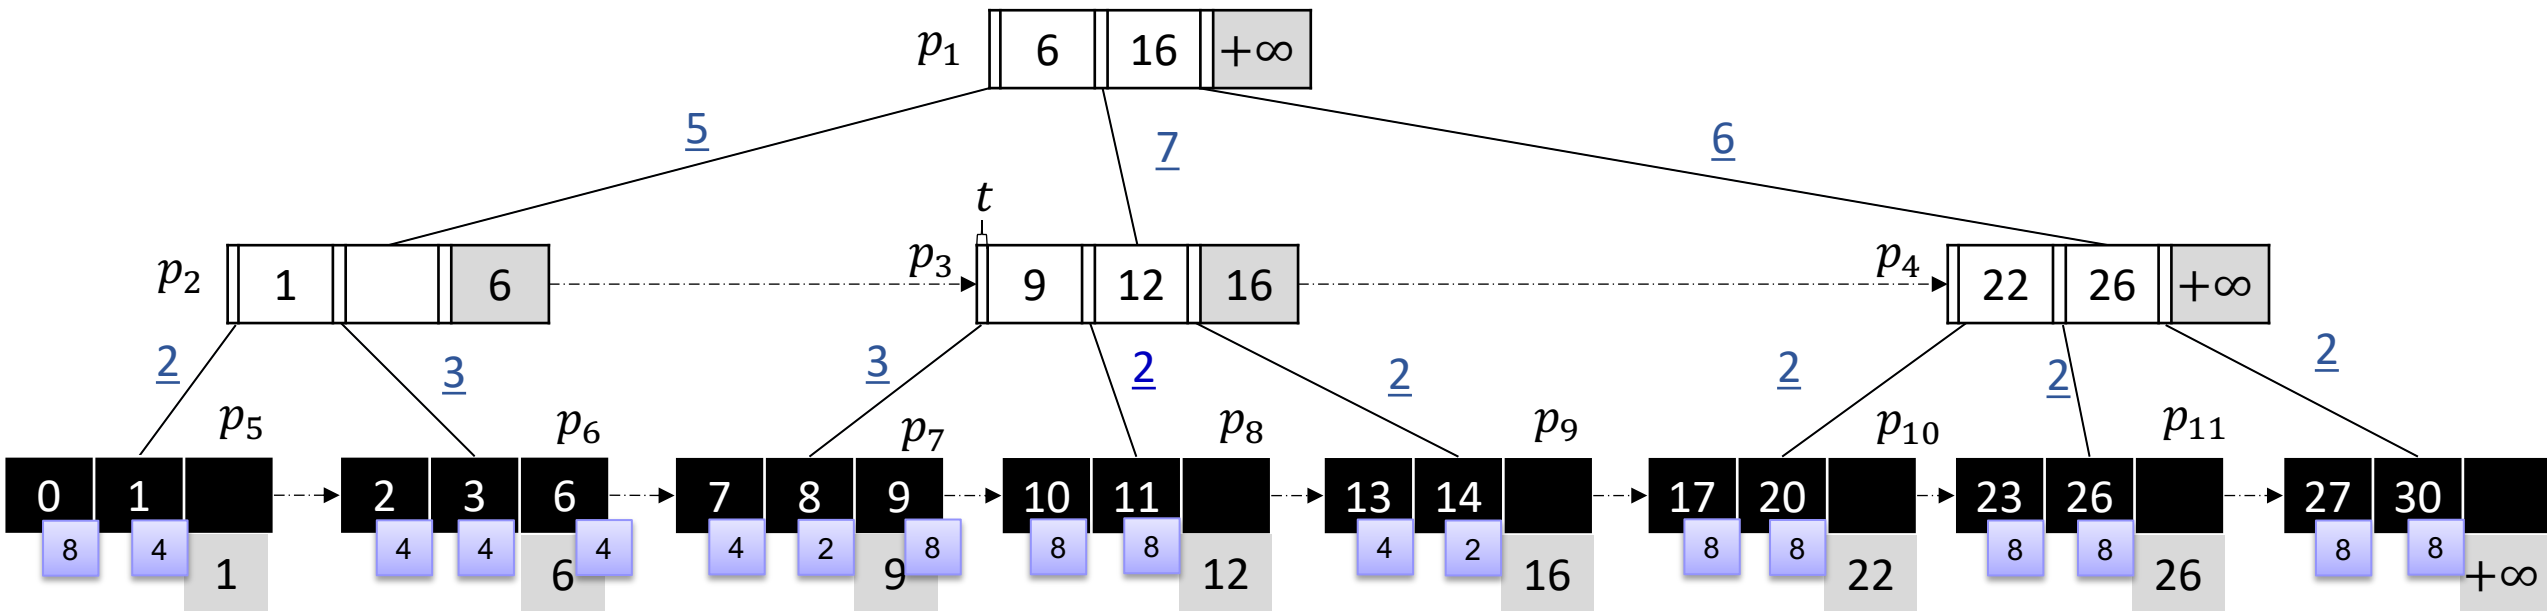 p₁ 6 16 +∞
5 7 6
t
p₂ 1 6 p₃ 9 12 16 p₄ 22 26 +∞
2 3 3 2 2 2 2 2
p₅ p₆ p₇ p₈ p₉ p₁₀ p₁₁
0 1 2 3 6 7 8 9 10 11 13 14 17 20 23 26 27 30
8 4 4 4 4 4 2 8 8 8 4 2 8 8 8 8 8 8
1 6 9 12 16 22 26 +∞